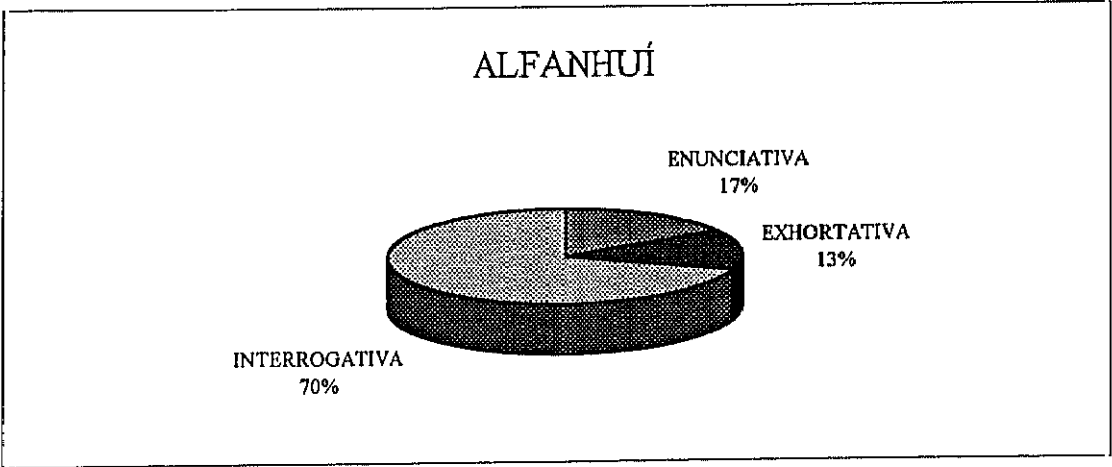 ALFANHUÍ
ENUNCIATIVA
17%
EXHORTATIVA
13%
INTERROGATIVA
70%